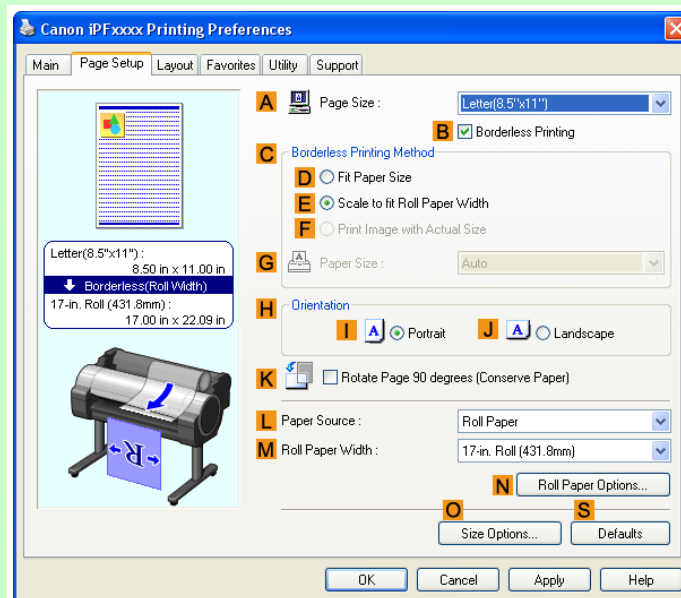 Canon iPFxxxx Printing Preferences
Main Page Setup Layout Favorites Utility Support
A Page Size : Letter(8.5"x11")
B Borderless Printing
C Borderless Printing Method
D Fit Paper Size
E Scale to fit Roll Paper Width
F Print Image with Actual Size
G Paper Size : Auto
Letter(8.5"x11") :
8.50 in x 11.00 in
Borderless(Roll Width)
17-in. Roll (431.8mm) :
17.00 in x 22.09 in
H Orientation
I A Portrait J A Landscape
K Rotate Page 90 degrees (Conserve Paper)
L Paper Source : Roll Paper
M Roll Paper Width : 17-in. Roll (431.8mm)
N Roll Paper Options...
R
O S
Size Options... Defaults
OK Cancel Apply Help